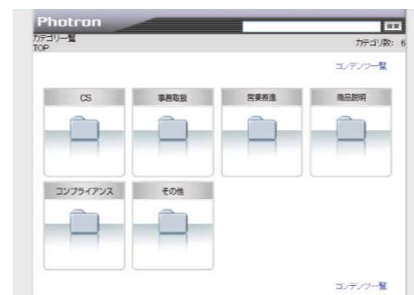 Photron
検索
カテゴリ一覧
カテゴリ数: 6
TOP
コンテンツ一覧
CS
事務取扱
営業推進
商品説明
コンプライアンス
その他
コンテンツ一覧